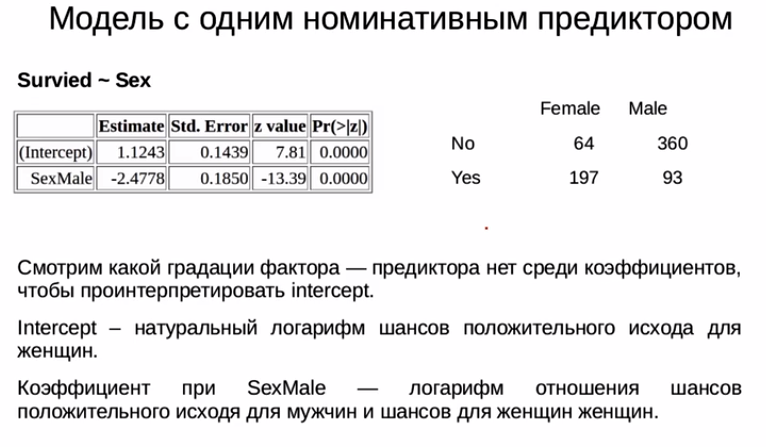 Модель с одним номинативным предиктором
Survied ~ Sex
Estimate Std. Error z value Pr(>|z|)
(Intercept) 1.1243 0.1439 7.81 0.0000
SexMale -2.4778 0.1850 -13.39 0.0000
Female Male
No 64 360
Yes 197 93
Смотрим какой градации фактора — предиктора нет среди коэффициентов,
чтобы проинтерпретировать intercept.
Intercept – натуральный логарифм шансов положительного исхода для
женщин.
Коэффициент при SexMale — логарифм отношения шансов
положительного исходя для мужчин и шансов для женщин женщин.